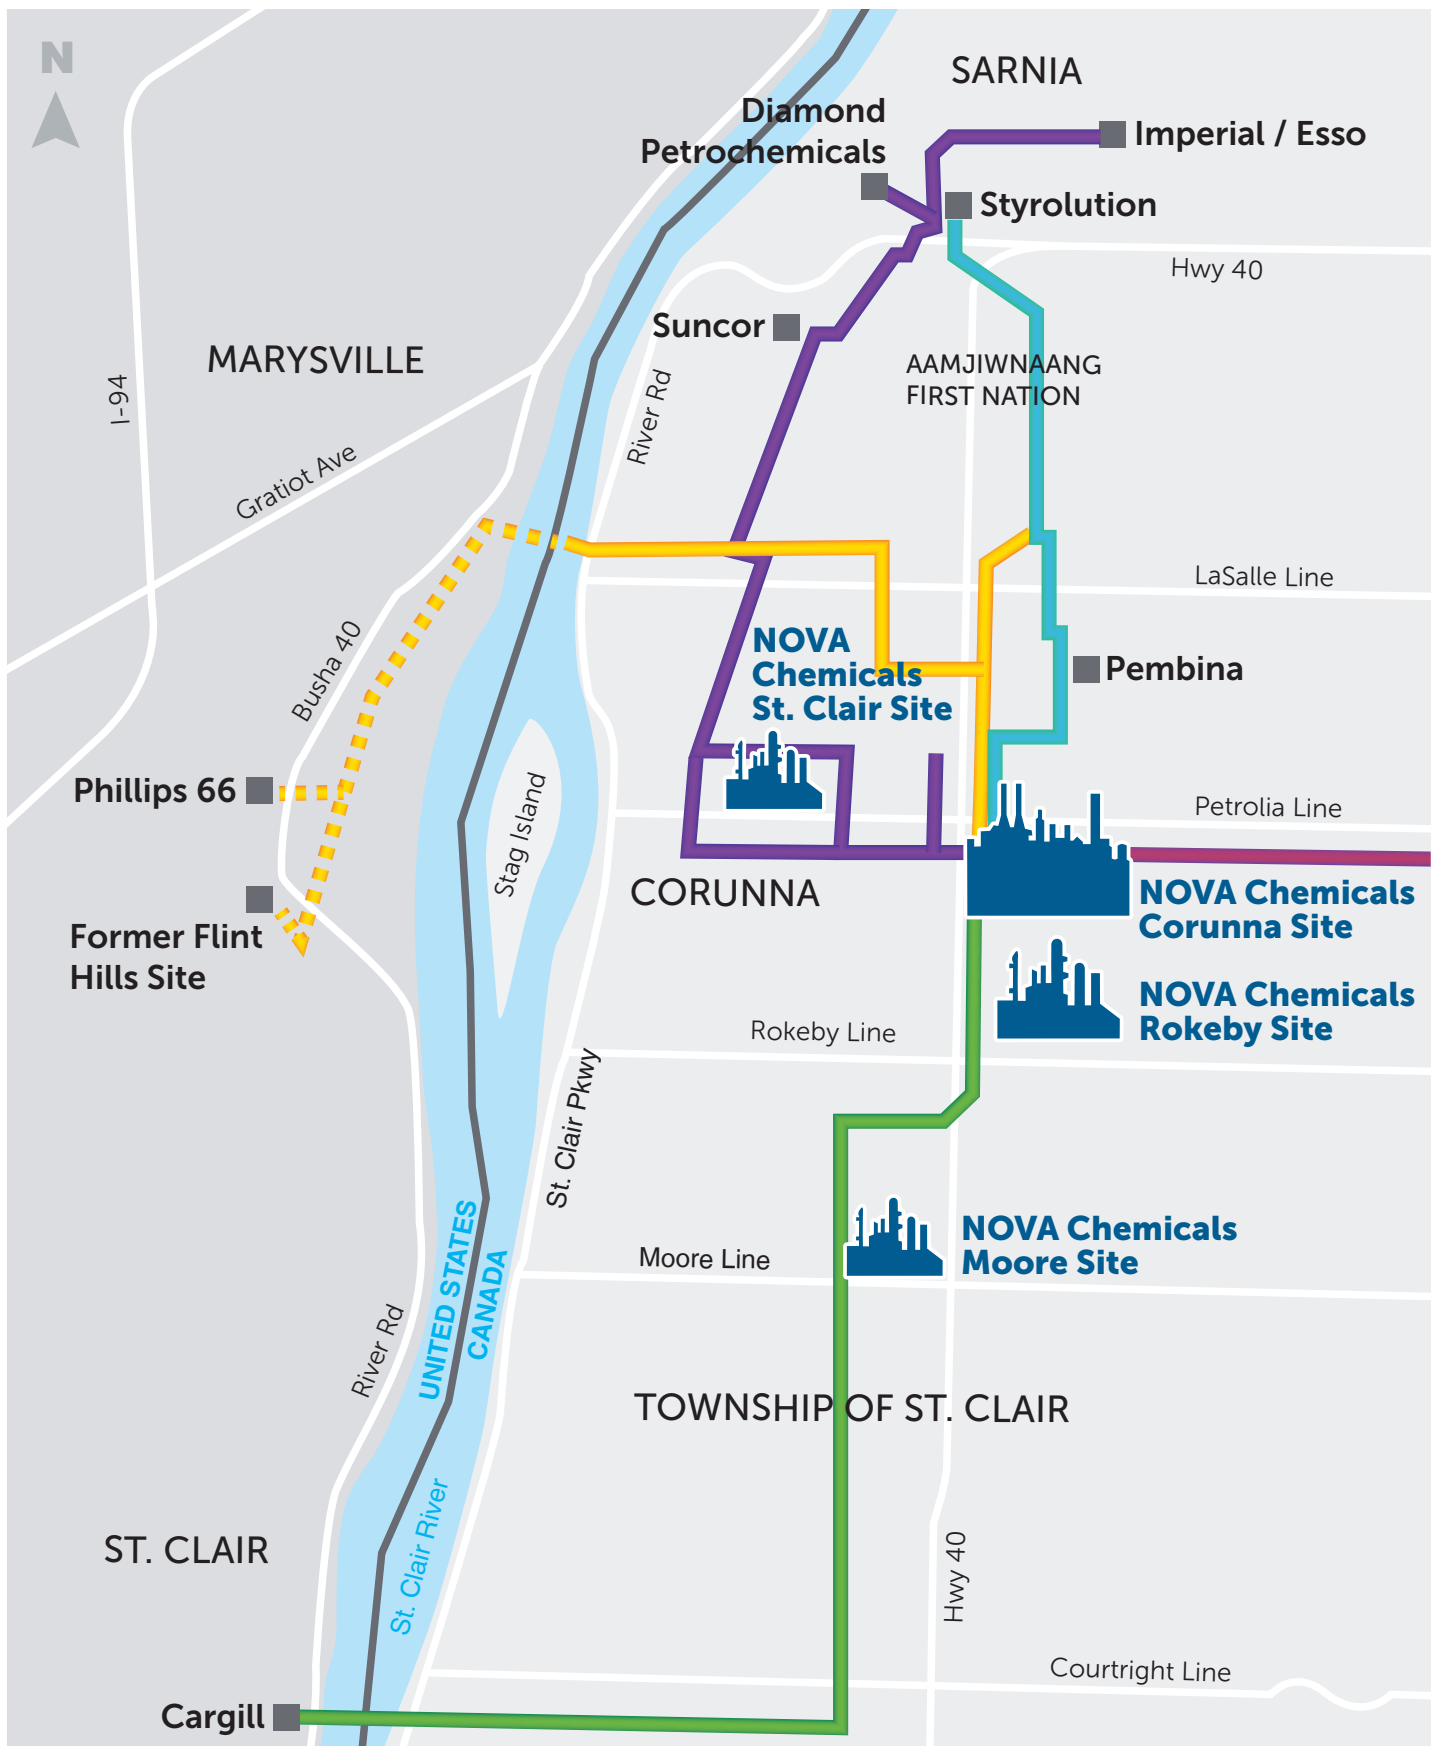 N
SARNIA
Diamond
Petrochemicals
Imperial / Esso
Styrolution
Hwy 40
Suncor
MARYSVILLE
AAMJIWNAANG
FIRST NATION
I-94
River Rd
Gratiot Ave
LaSalle Line
NOVA
Chemicals
St. Clair Site
Busha 40
Pembina
Phillips 66
Stag Island
Petrolia Line
CORUNNA
NOVA Chemicals
Corunna Site
Former Flint
Hills Site
NOVA Chemicals
Rokeby Site
Rokeby Line
St. Clair Pkwy
NOVA Chemicals
Moore Site
Moore Line
UNITED STATES
CANADA
River Rd
TOWNSHIP OF ST. CLAIR
St. Clair River
ST. CLAIR
Hwy 40
Courtright Line
Cargill